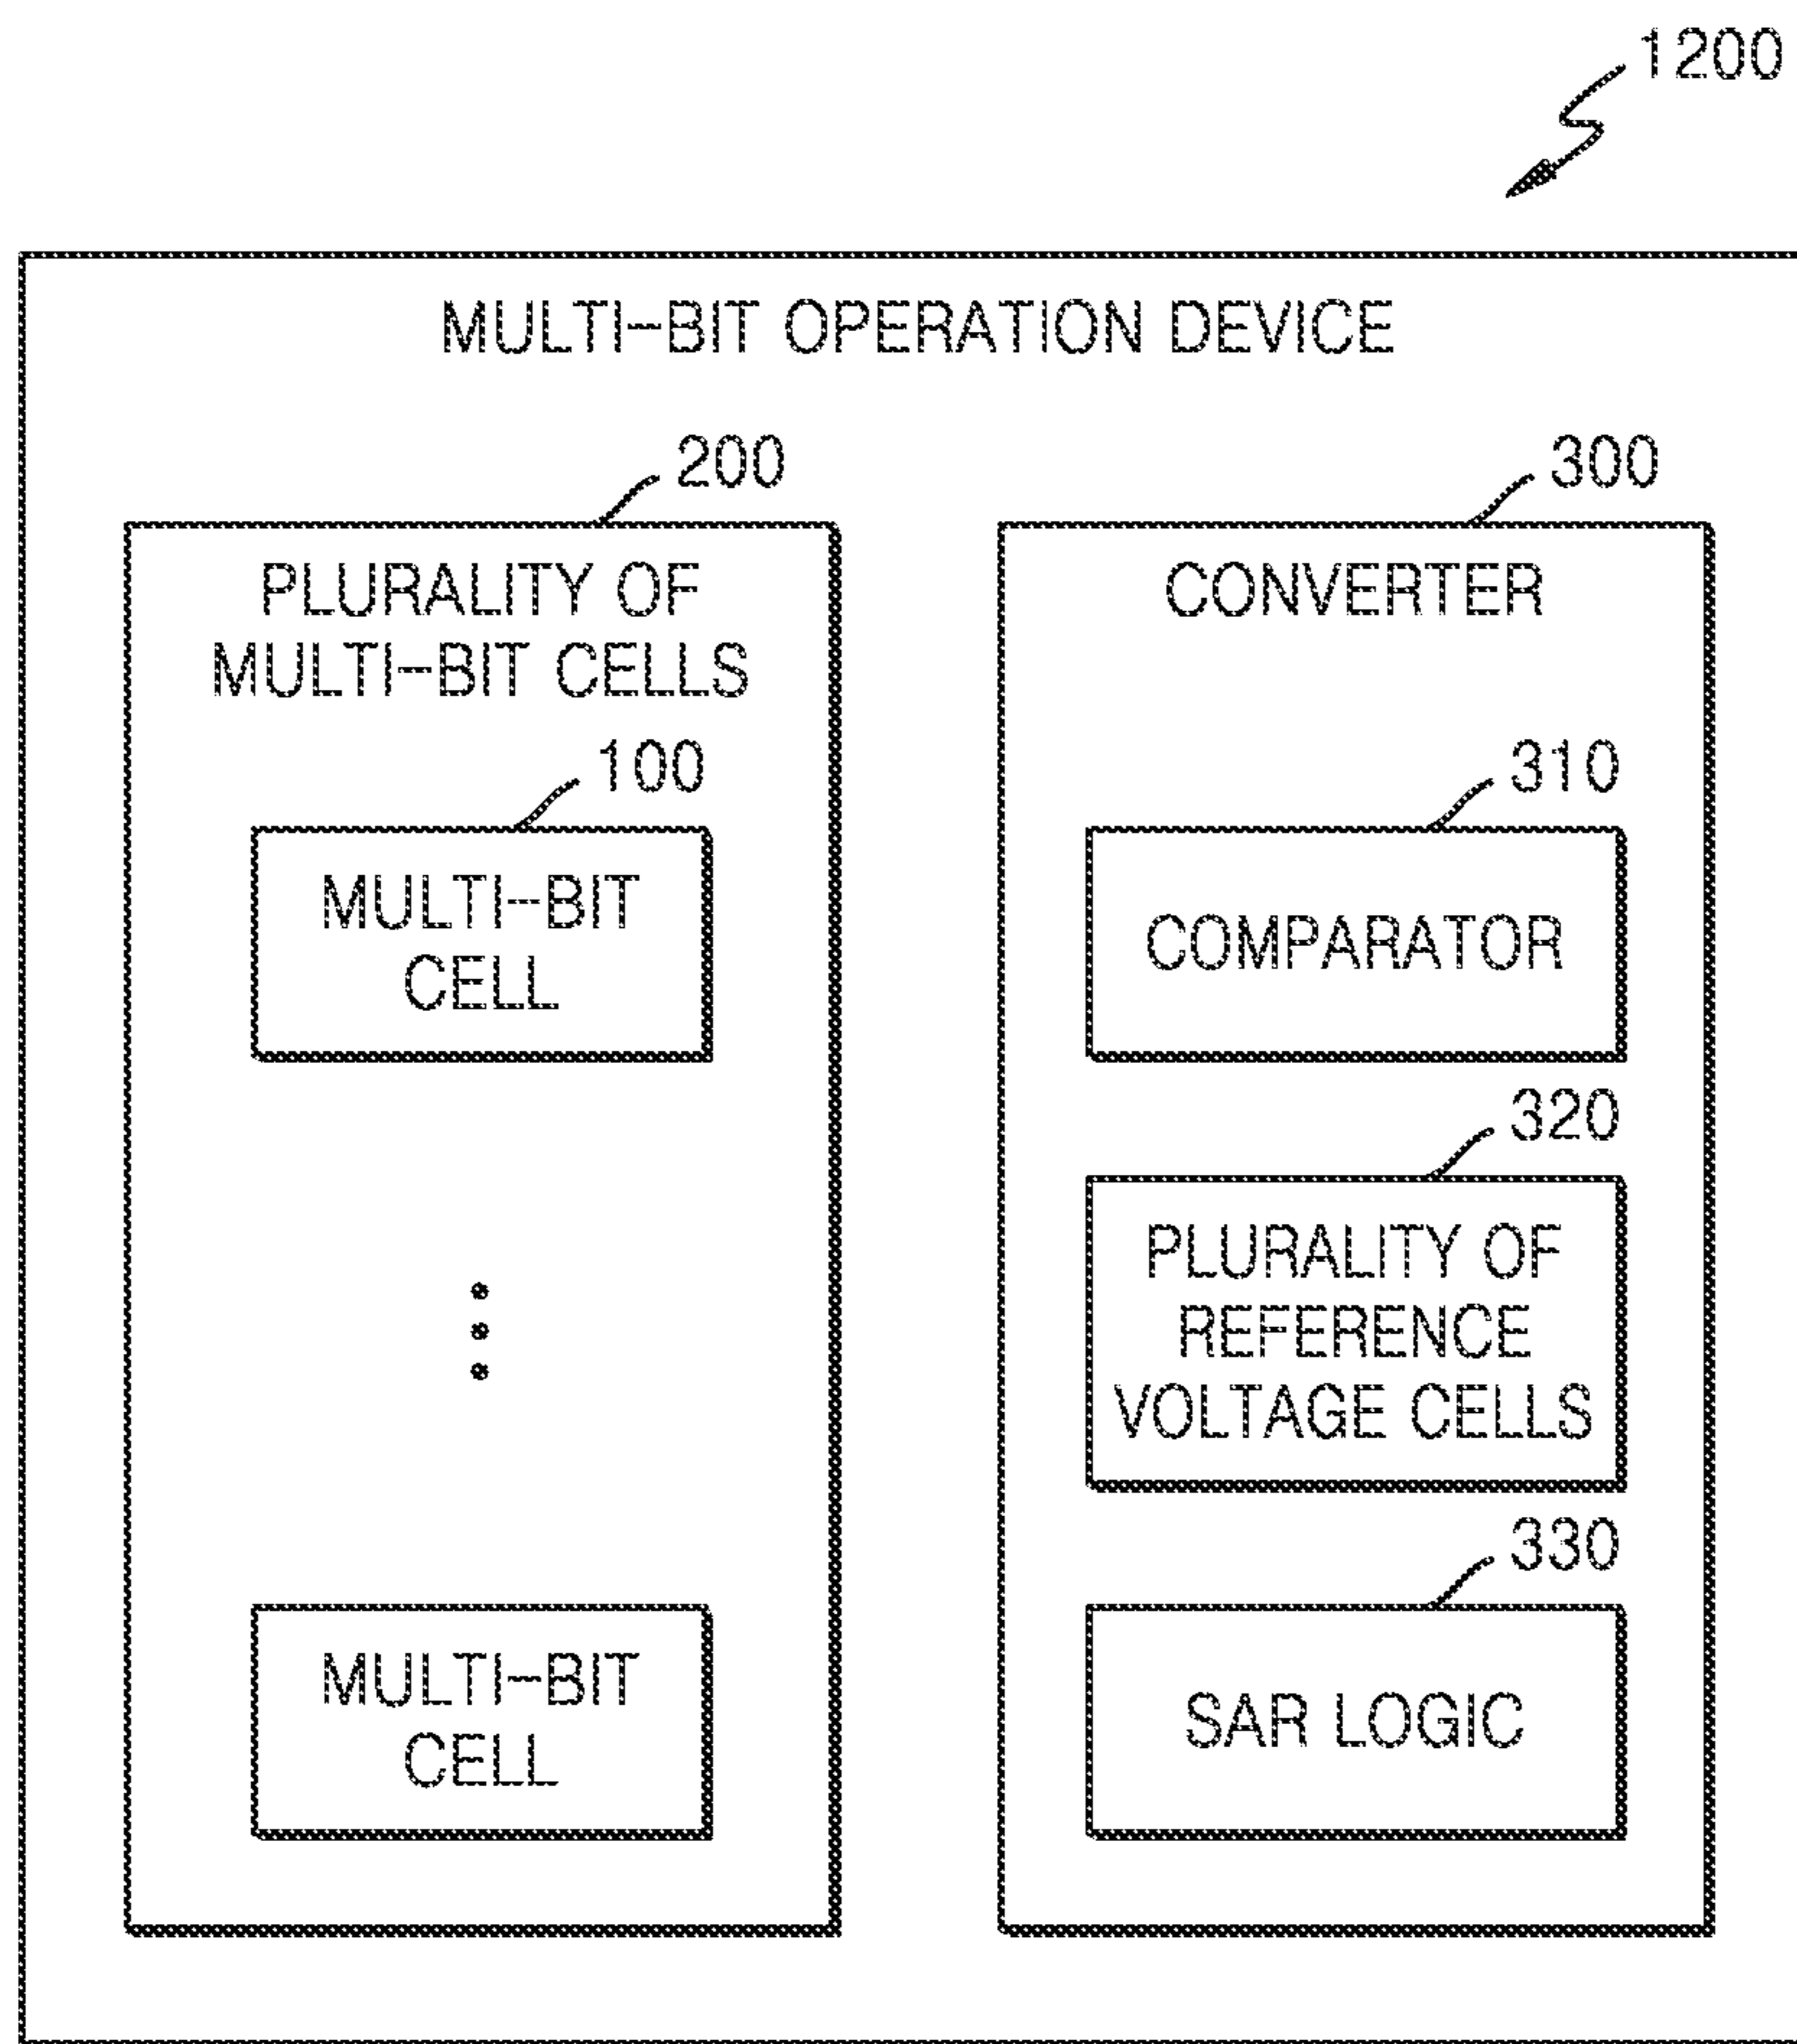 1200
MULTI-BIT OPERATION DEVICE
200
PLURALITY OF
MULTI-BIT CELLS
100
MULTI-BIT
CELL
MULTI-BIT
CELL
300
CONVERTER
310
COMPARATOR
320
PLURALITY OF
REFERENCE
VOLTAGE CELLS
330
SAR LOGIC